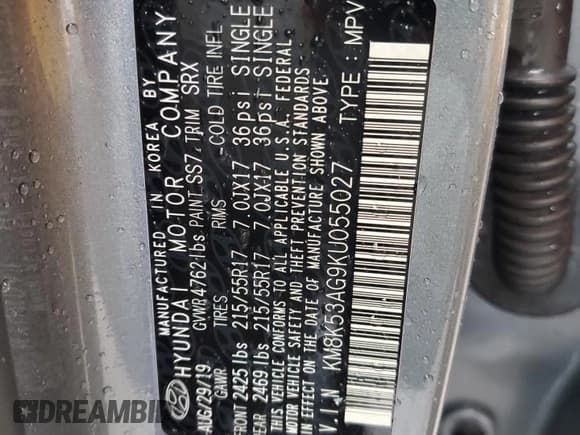 MANUFACTURED IN KOREA BY
HYUNDAI MOTOR COMPANY
AUG/29/19 GVWR 4762 lbs PAINT SS7 TRIM SRX
GAWR TIRES RIMS COLD TIRE INFL.
FRONT 2425 lbs 215/55R17 7.0JX17 36psi SINGLE
REAR 2469 lbs 215/55R17 7.0JX17 36psi SINGLE
THIS VEHICLE CONFORMS TO ALL APPLICABLE U.S.A. FEDERAL
MOTOR VEHICLE SAFETY AND THEFT PREVENTION STANDARDS
IN EFFECT ON THE DATE OF MANUFACTURE SHOWN ABOVE.
V.I.N KM8K53AG9KU055027 TYPE : MPV
DREAMBID